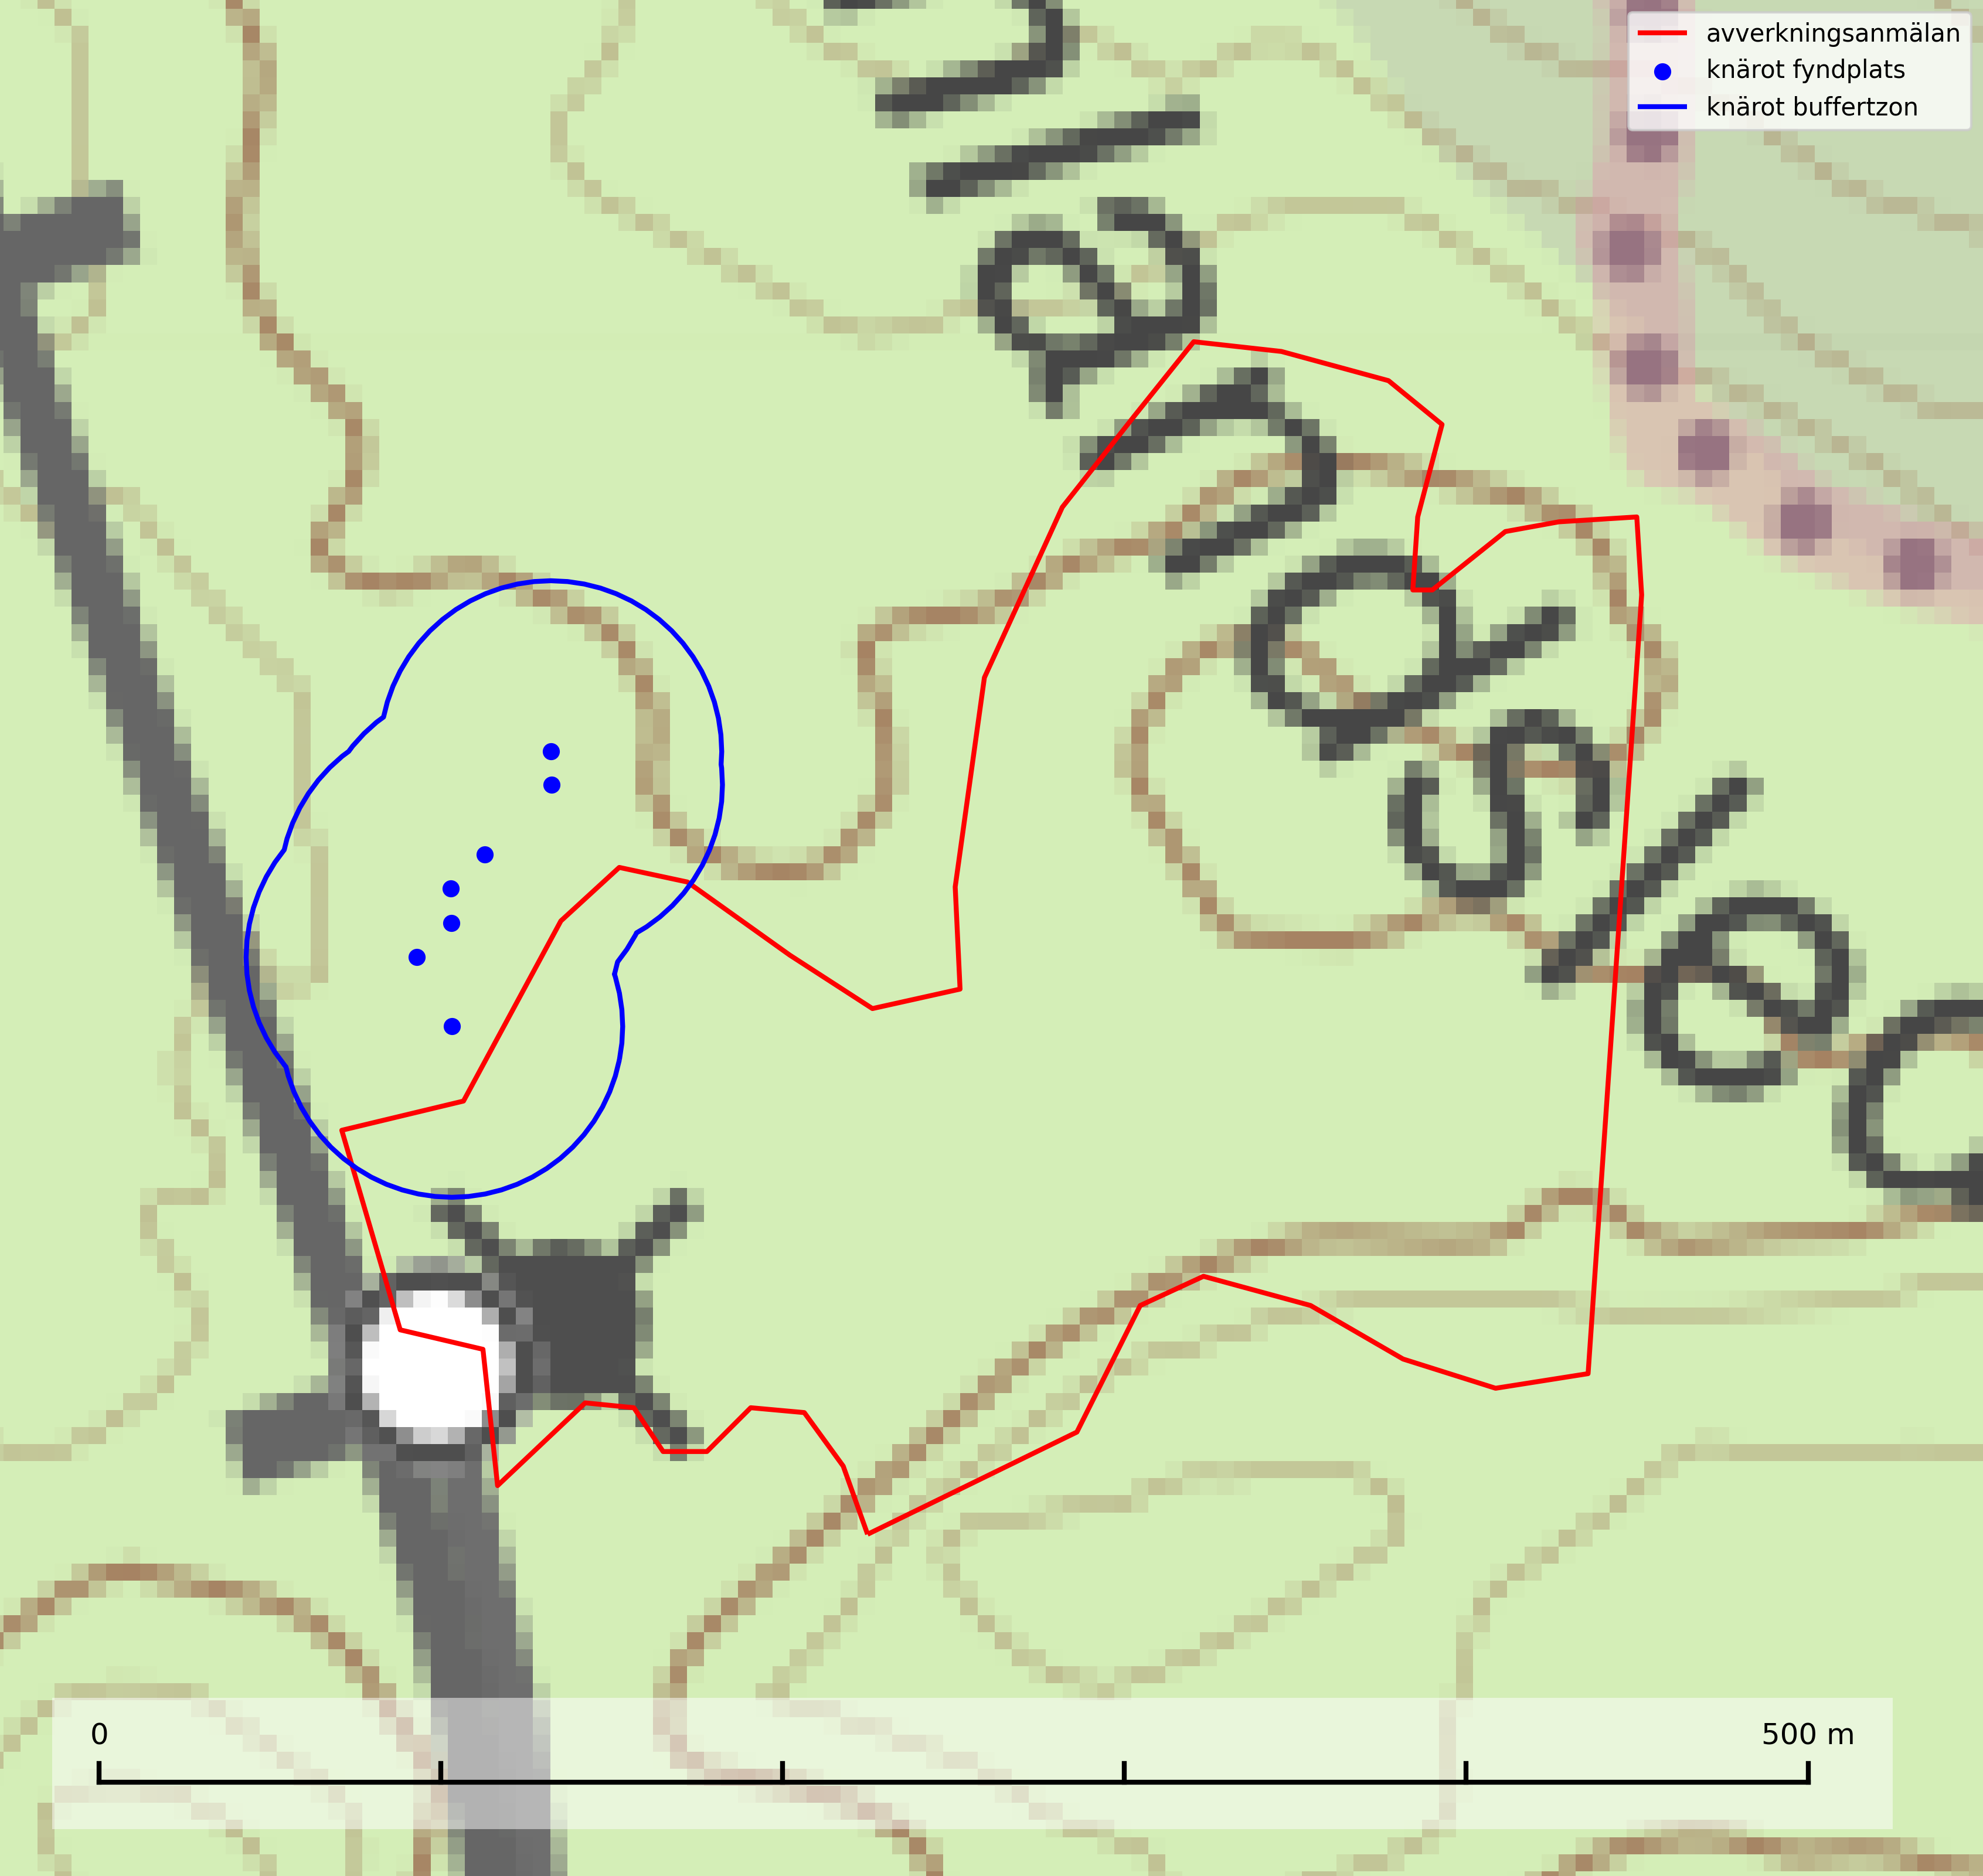 avverkningsanmälan
knärot fyndplats
knärot buffertzon
0
500 m